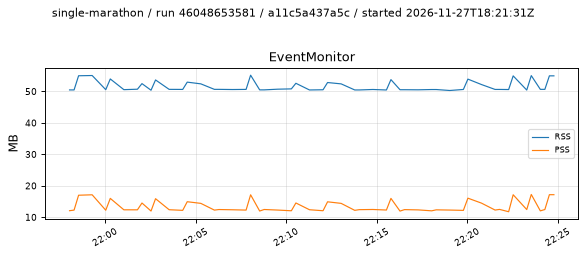 single-marathon / run 46048653581 / a11c5a437a5c / started 2026-11-27T18:21:31Z
EventMonitor
MB
50
40
30
20
10
RSS
PSS
22:00
22:05
22:10
22:15
22:20
22:25